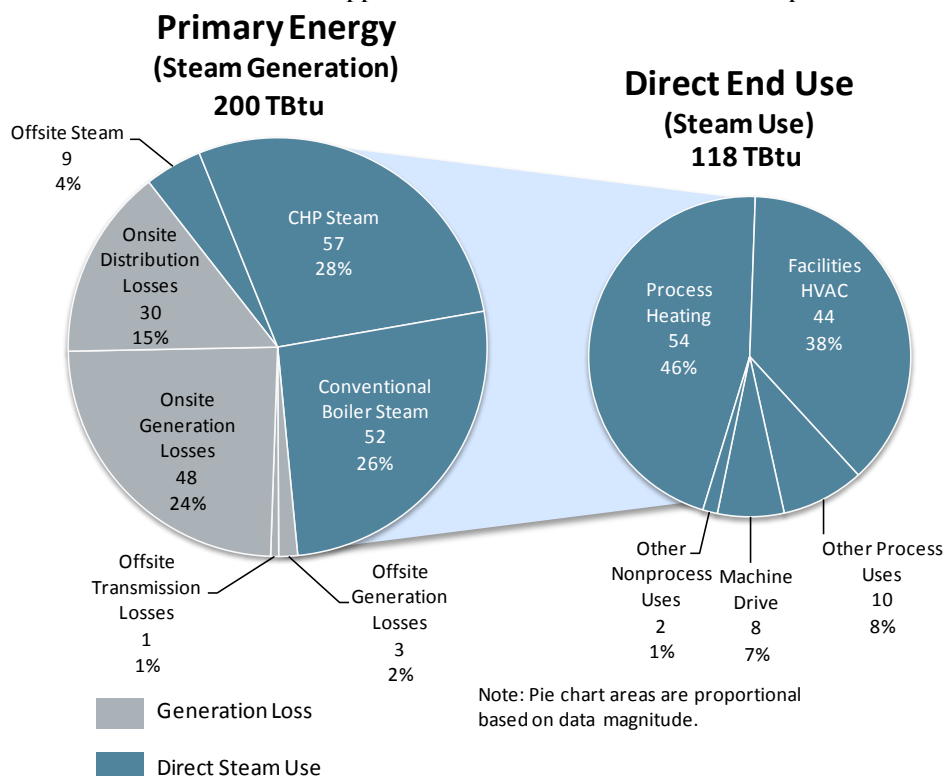 Primary Energy
(Steam Generation)
200 TBtu
Offsite Steam
9
4%
CHP Steam
57
28%
Onsite
Distribution
Losses
30
15%
Conventional
Boiler Steam
52
26%
Onsite
Generation
Losses
48
24%
Offsite
Transmission
Losses
1
1%
Offsite
Generation
Losses
3
2%
Direct End Use
(Steam Use)
118 TBtu
Process
Heating
54
46%
Facilities
HVAC
44
38%
Other
Nonprocess
Uses
2
1%
Machine
Drive
8
7%
Other Process
Uses
10
8%
Generation Loss
Direct Steam Use
Note: Pie chart areas are proportional
based on data magnitude.